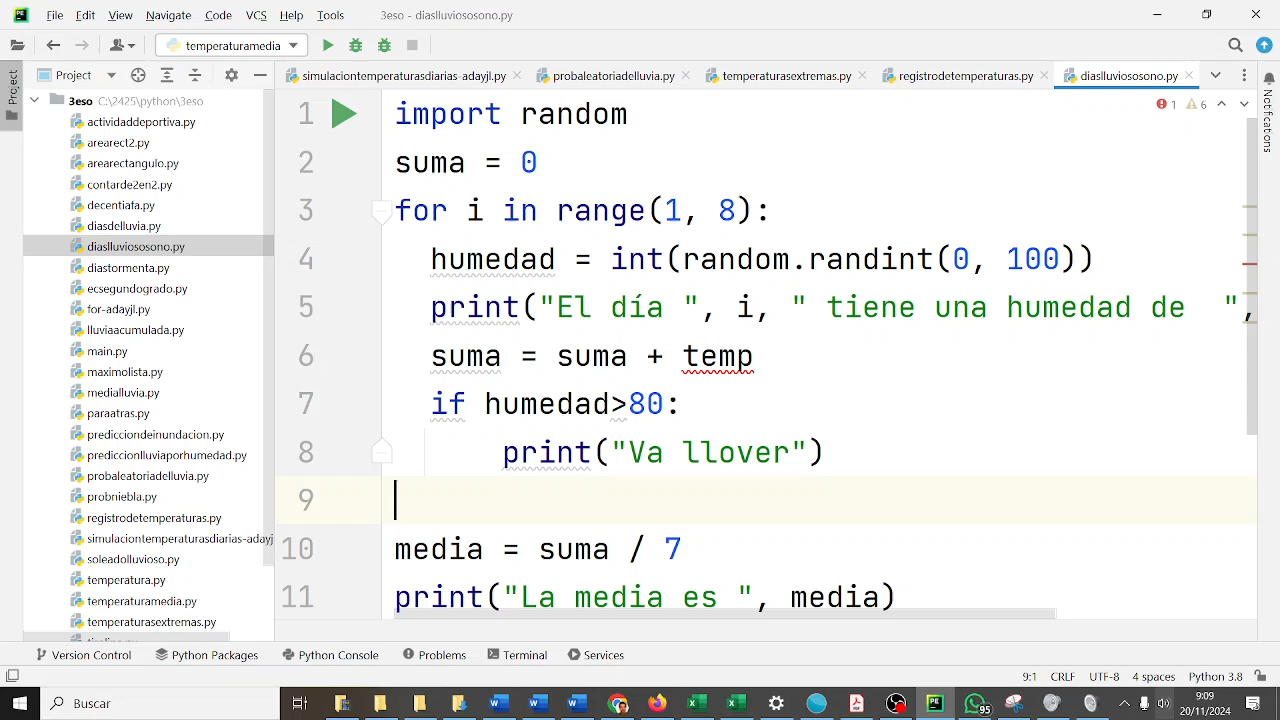 File Edit View Navigate Code VCS Help Tools 3eso - diaslluviososono.py
temperaturamedia
Project simulaciontemperaturasdiarias-adayjl.py probaleatoriadelluvia.py temperaturasextremas.py registrodetemperaturas.py diaslluviososono.py
Project
Notifications
3eso C:\2425\python\3eso
actividaddeportiva.py
arearect2.py
arearectangulo.py
contarde2en2.py
decentiafa.py
diasdelluvia.py
diaslluviososono.py
diastormenta.py
ecsegundogrado.py
for-adayjl.py
lluviaacumulada.py
main.py
maximolista.py
medialluvia.py
paraatras.py
predicciondeinundacion.py
prediccionlluviaporhumedad.py
probaleatoriadelluvia.py
probniebla.py
registrodetemperaturas.py
simulaciontemperaturasdiarias-adayj
soleadolluvioso.py
temperatura.py
temperaturamedia.py
temperaturasextremas.py
1 6
1 import random
2 suma = 0
3 for i in range(1, 8):
4 humedad = int(random.randint(0, 100))
5 print("El día ", i, " tiene una humedad de  ",
6 suma = suma + temp
7 if humedad>80:
8 print("Va llover")
9
10 media = suma / 7
11 print("La media es ", media)
Version Control Python Packages Python Console Problems Terminal Services
9:1 CRLF UTF-8 4 spaces Python 3.8
Buscar
95
9:09
20/11/2024